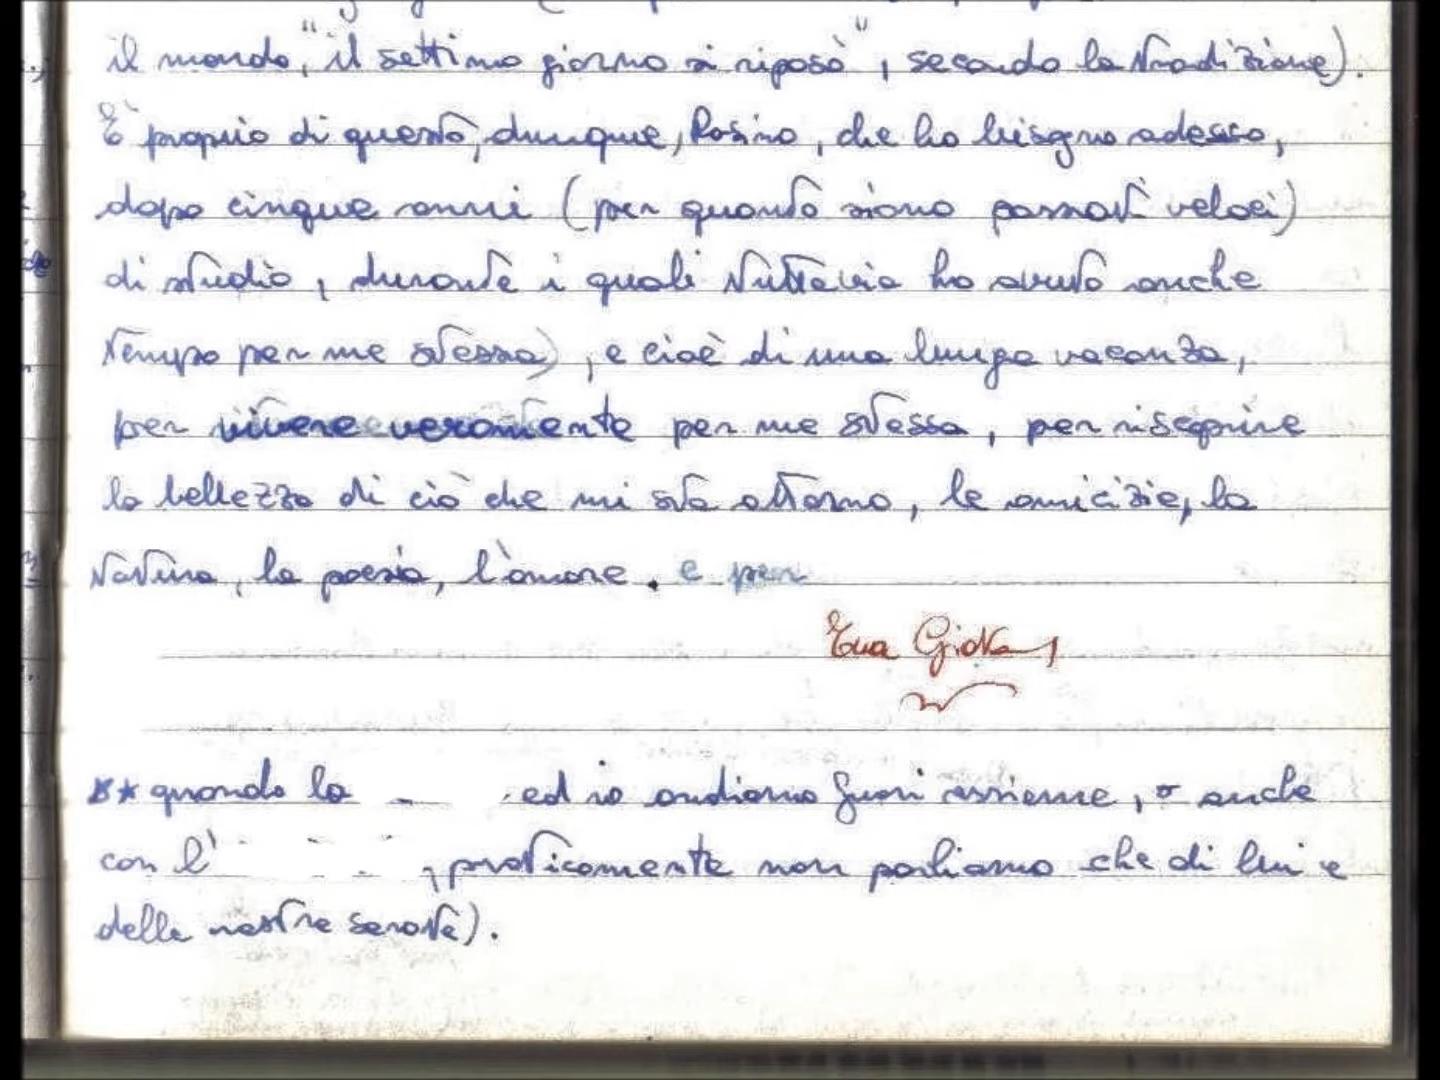 il mondo, "il settimo giorno si riposò", secondo la tradizione).
È proprio di questo, dunque, Rosino, che ho bisogno adesso,
dopo cinque anni (per quanto siano passati veloci)
di studio, durante i quali tuttavia ho avuto anche
tempo per me stessa), e cioè di una lunga vacanza,
per vivere veramente per me stessa, per riscoprire
la bellezza di ciò che mi sta attorno, le amicizie, la
natura, la poesia, l'amore. e per
Tua
** quando la ed io andiamo fuori assieme, o anche
con l' , praticamente non parliamo che di lui e
delle nostre serate).